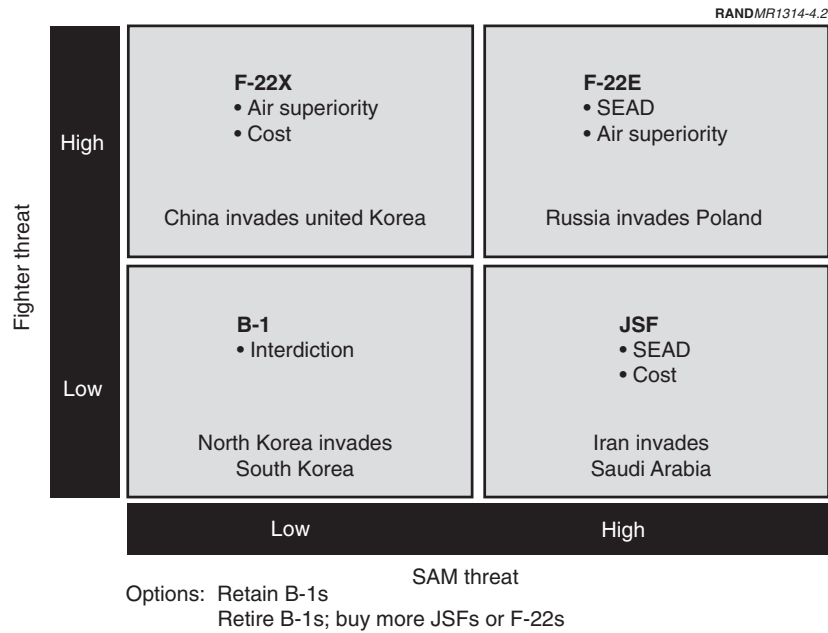 RANDMR1314-4.2
Fighter threat
High
F-22X
• Air superiority
• Cost
China invades united Korea
F-22E
• SEAD
• Air superiority
Russia invades Poland
Low
B-1
• Interdiction
North Korea invades
South Korea
JSF
• SEAD
• Cost
Iran invades
Saudi Arabia
Low
High
SAM threat
Options: Retain B-1s
Retire B-1s; buy more JSFs or F-22s